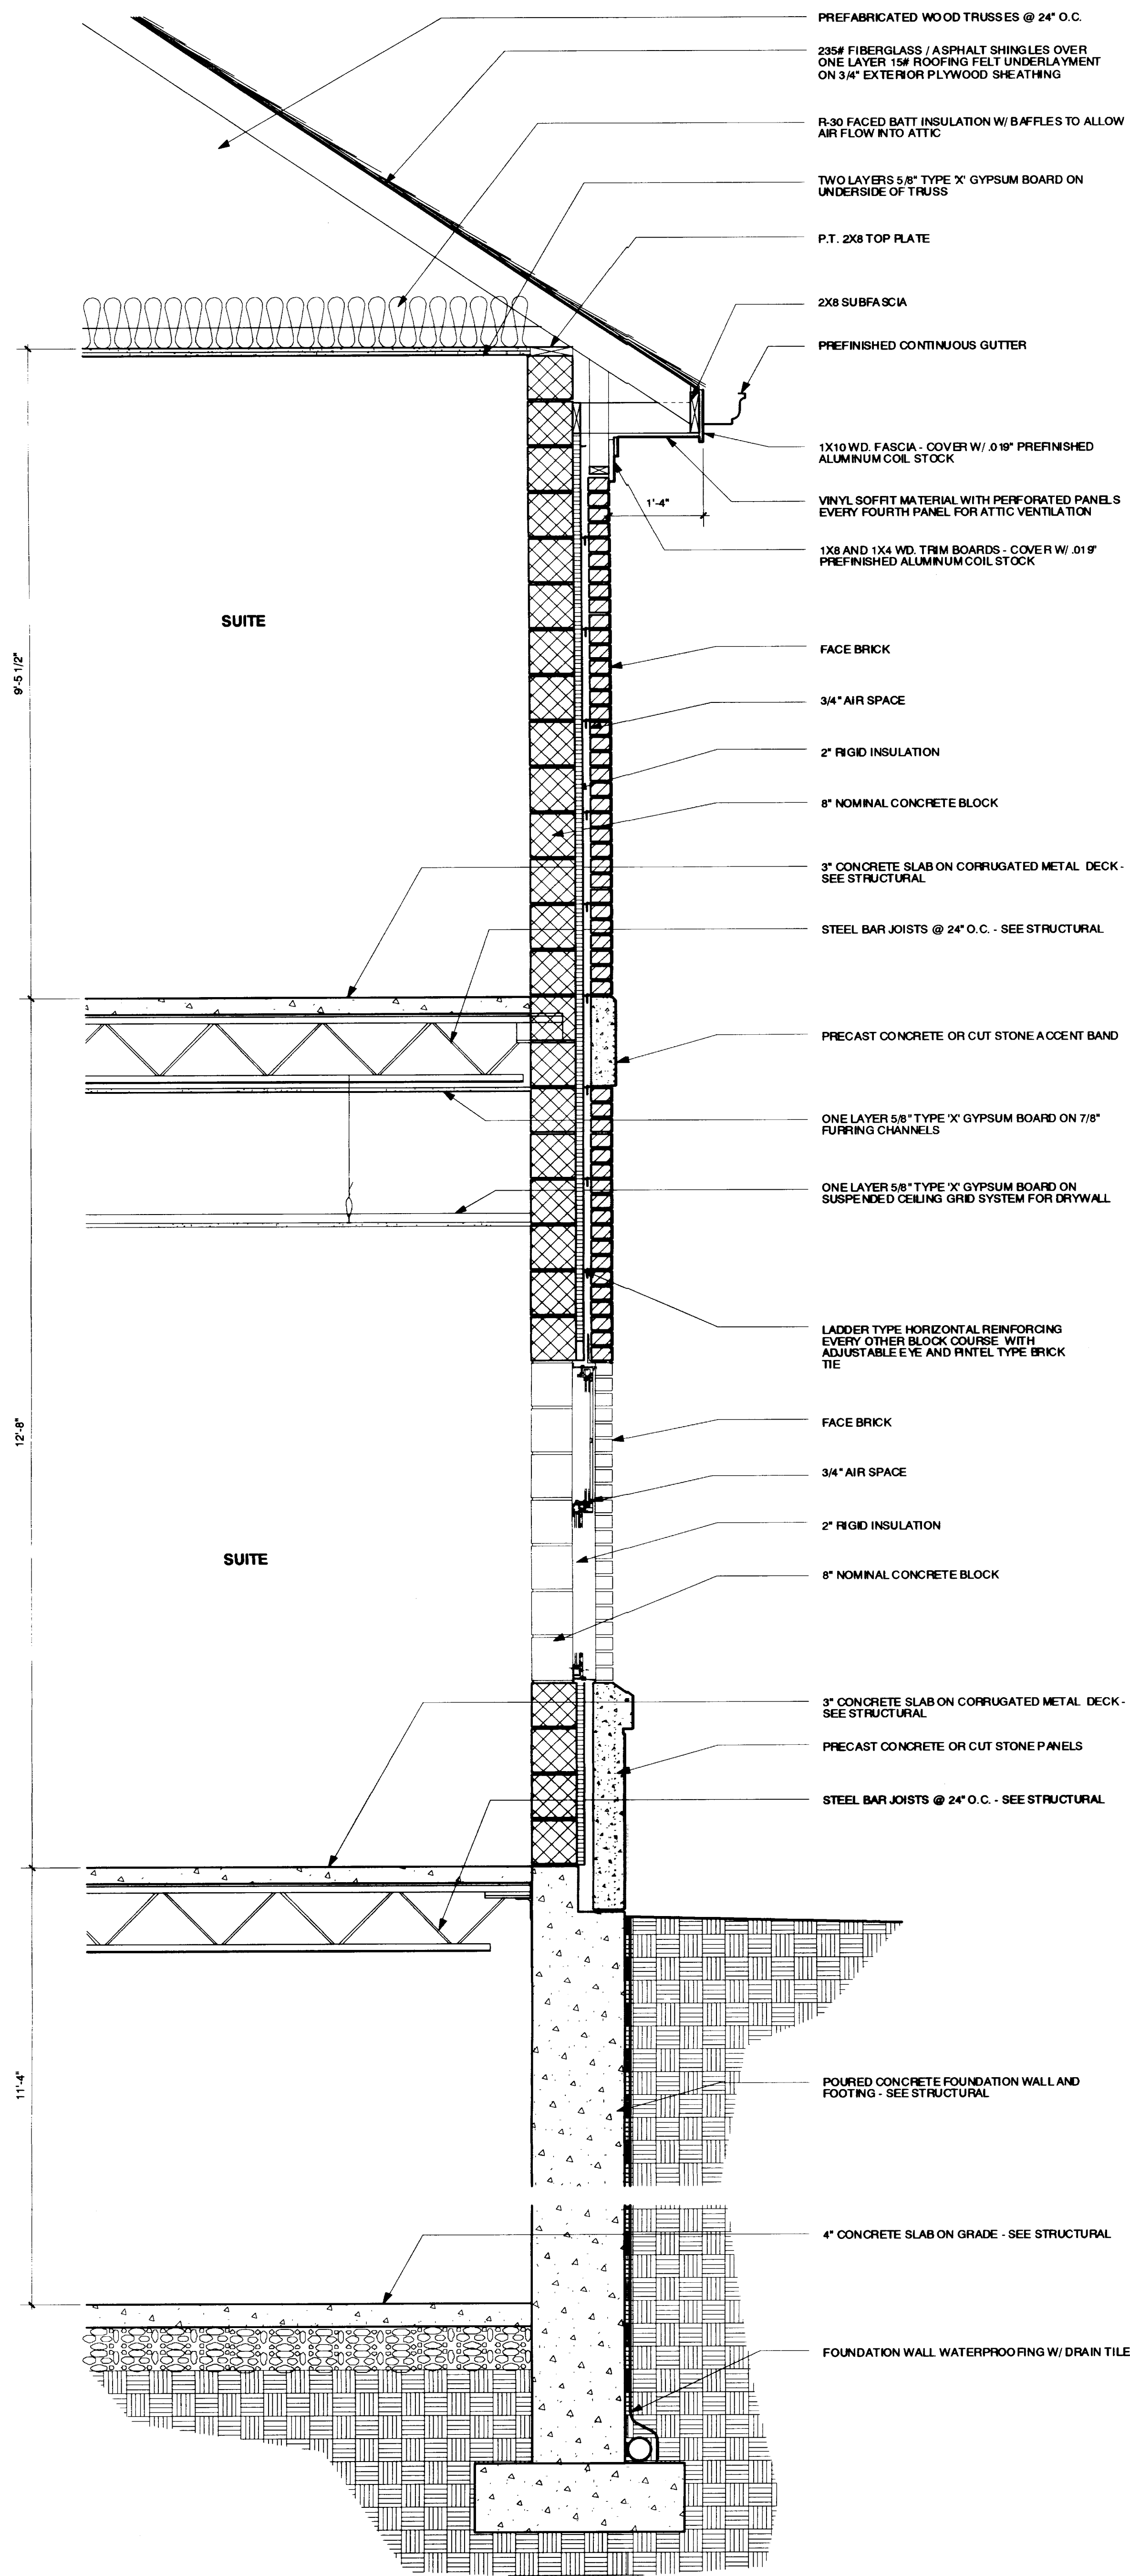 PREFABRICATED WOOD TRUSSES @ 24" O.C.
235# FIBERGLASS / ASPHALT SHINGLES OVER
ONE LAYER 15# ROOFING FELT UNDERLAYMENT
ON 3/4" EXTERIOR PLYWOOD SHEATHING
R-30 FACED BATT INSULATION W/ BAFFLES TO ALLOW
AIR FLOW INTO ATTIC
TWO LAYERS 5/8" TYPE 'X' GYPSUM BOARD ON
UNDERSIDE OF TRUSS
P.T. 2X8 TOP PLATE
2X8 SUBFASCIA
PREFINISHED CONTINUOUS GUTTER
1X10 WD. FASCIA - COVER W/ .019" PREFINISHED
ALUMINUM COIL STOCK
1'-4"
VINYL SOFFIT MATERIAL WITH PERFORATED PANELS
EVERY FOURTH PANEL FOR ATTIC VENTILATION
1X8 AND 1X4 WD. TRIM BOARDS - COVER W/ .019"
PREFINISHED ALUMINUM COIL STOCK
SUITE
9'-5 1/2"
FACE BRICK
3/4" AIR SPACE
2" RIGID INSULATION
8" NOMINAL CONCRETE BLOCK
3" CONCRETE SLAB ON CORRUGATED METAL DECK -
SEE STRUCTURAL
STEEL BAR JOISTS @ 24" O.C. - SEE STRUCTURAL
PRECAST CONCRETE OR CUT STONE ACCENT BAND
ONE LAYER 5/8" TYPE 'X' GYPSUM BOARD ON 7/8"
FURRING CHANNELS
ONE LAYER 5/8" TYPE 'X' GYPSUM BOARD ON
SUSPENDED CEILING GRID SYSTEM FOR DRYWALL
LADDER TYPE HORIZONTAL REINFORCING
EVERY OTHER BLOCK COURSE WITH
ADJUSTABLE EYE AND PINTEL TYPE BRICK
TIE
12'-8"
FACE BRICK
3/4" AIR SPACE
2" RIGID INSULATION
SUITE
8" NOMINAL CONCRETE BLOCK
3" CONCRETE SLAB ON CORRUGATED METAL DECK -
SEE STRUCTURAL
PRECAST CONCRETE OR CUT STONE PANELS
STEEL BAR JOISTS @ 24" O.C. - SEE STRUCTURAL
11'-4"
POURED CONCRETE FOUNDATION WALL AND
FOOTING - SEE STRUCTURAL
4" CONCRETE SLAB ON GRADE - SEE STRUCTURAL
FOUNDATION WALL WATERPROOFING W/ DRAIN TILE